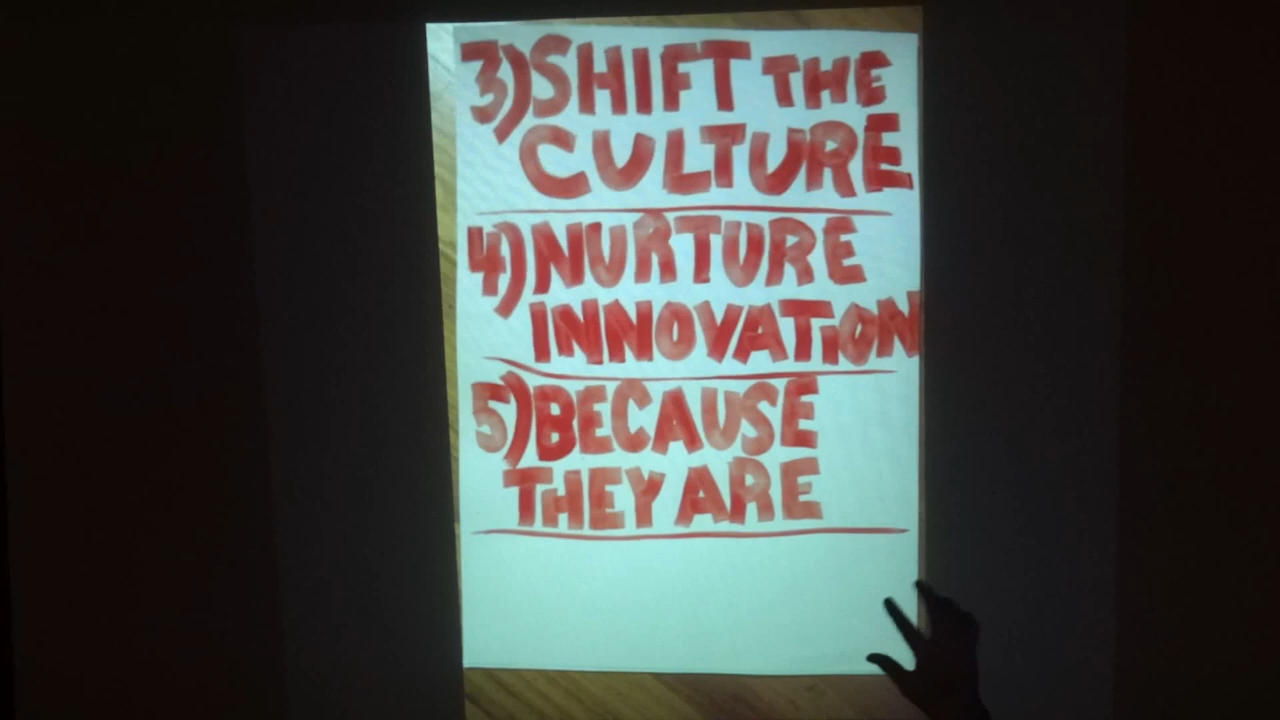 3) SHIFT THE
CULTURE
4) NURTURE
INNOVATION
5) BECAUSE
THEY ARE